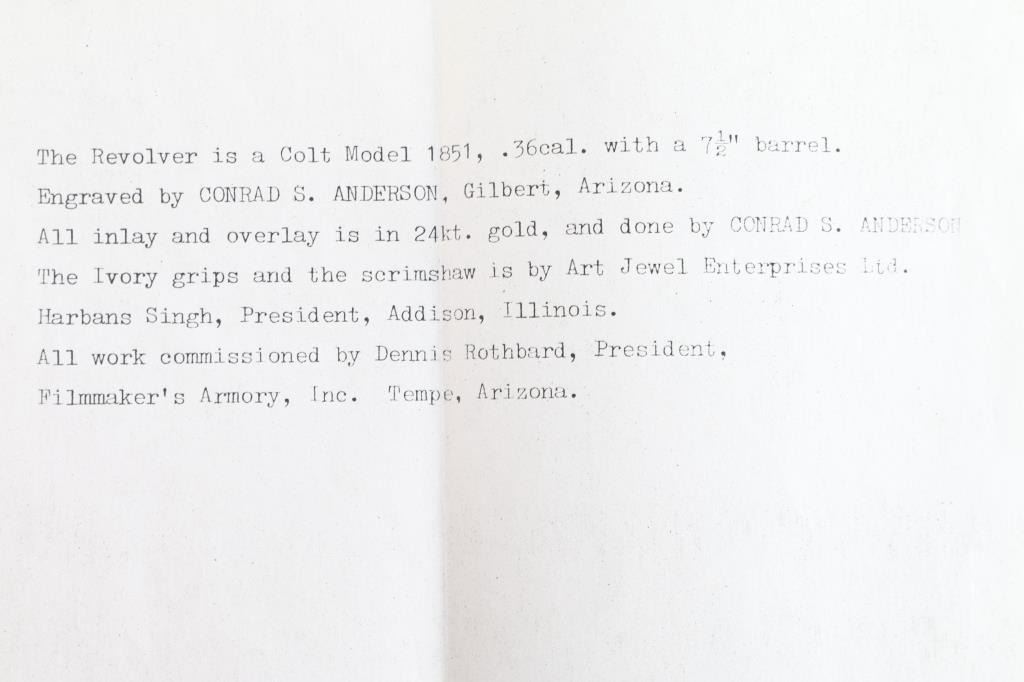 The Revolver is a Colt Model 1851, .36cal. with a 7½" barrel.
Engraved by CONRAD S. ANDERSON, Gilbert, Arizona.
All inlay and overlay is in 24kt. gold, and done by CONRAD S. ANDERSON
The Ivory grips and the scrimshaw is by Art Jewel Enterprises Ltd.
Harbans Singh, President, Addison, Illinois.
All work commissioned by Dennis Rothbard, President,
Filmmaker's Armory, Inc.  Tempe, Arizona.